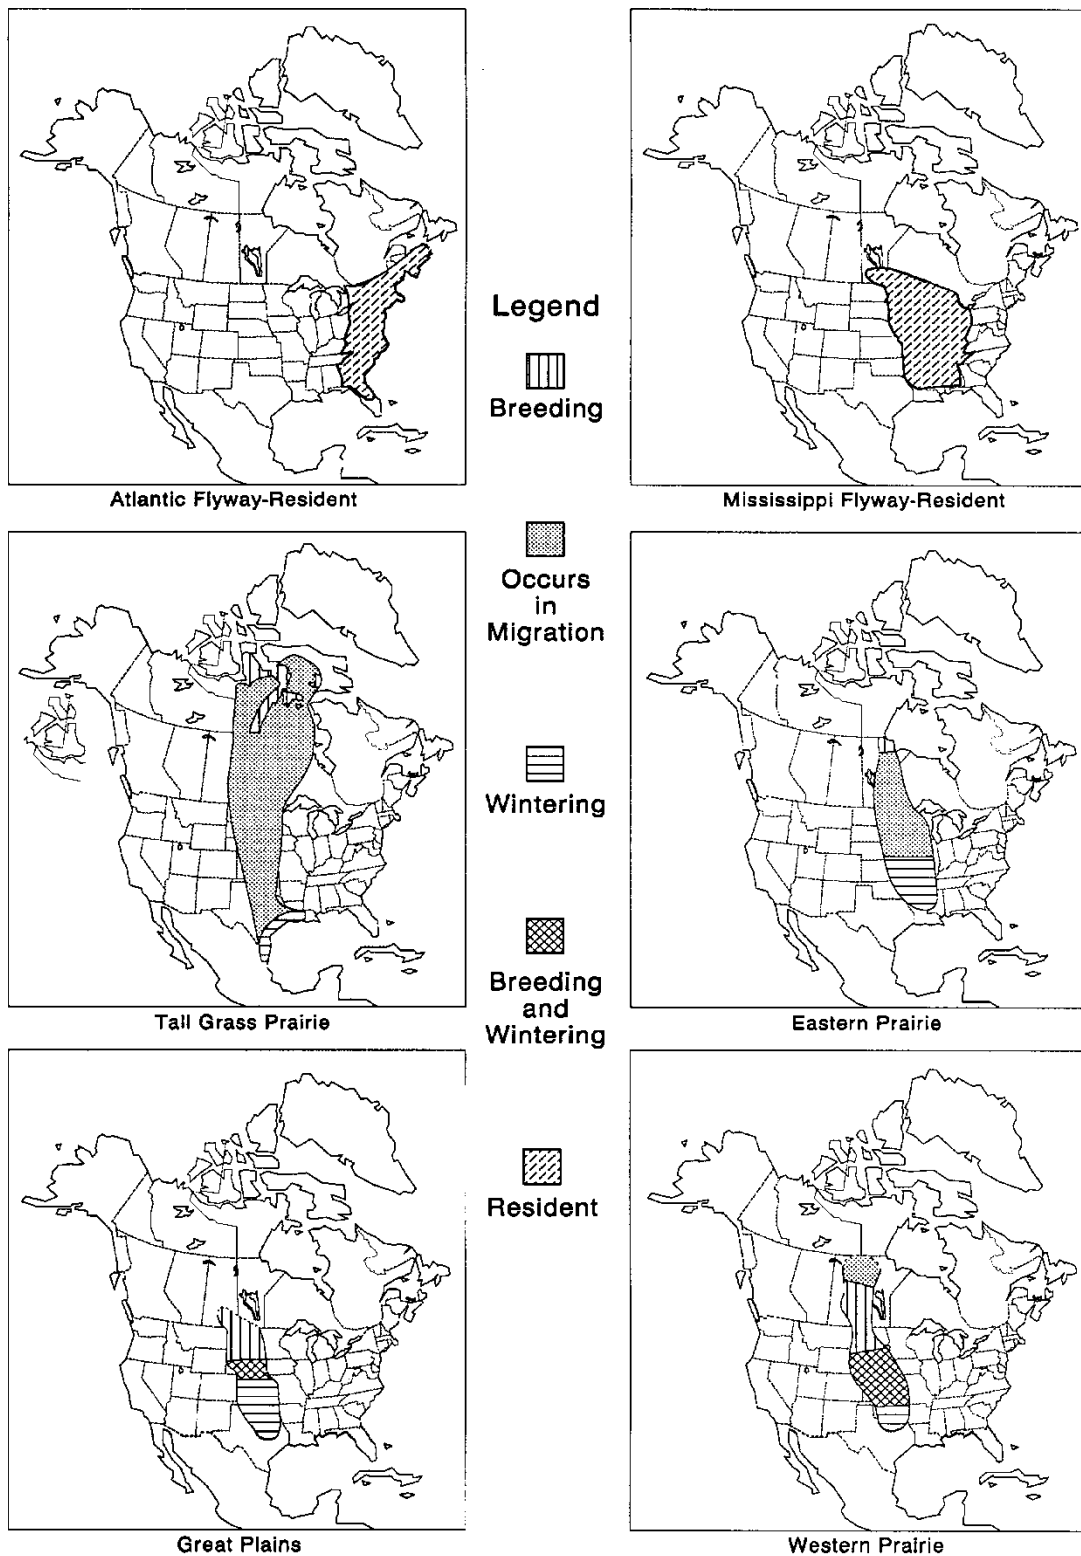 Legend
Breeding
Atlantic Flyway-Resident
Mississippi Flyway-Resident
Occurs
in
Migration
Wintering
Breeding
and
Wintering
Tall Grass Prairie
Eastern Prairie
Resident
Great Plains
Western Prairie